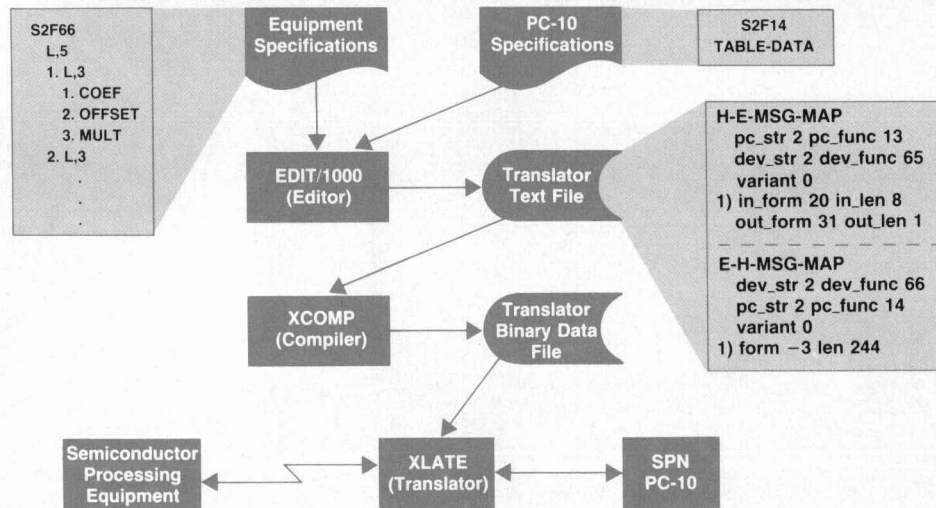 S2F66
L,5
1. L,3
1. COEF
2. OFFSET
3. MULT
2. L,3
.
.
.
Equipment
Specifications
PC-10
Specifications
S2F14
TABLE-DATA
EDIT/1000
(Editor)
Translator
Text File
H-E-MSG-MAP
pc_str 2 pc_func 13
dev_str 2 dev_func 65
variant 0
1) in_form 20 in_len 8
out_form 31 out_len 1
E-H-MSG-MAP
dev_str 2 dev_func 66
pc_str 2 pc_func 14
variant 0
1) form −3 len 244
XCOMP
(Compiler)
Translator
Binary Data
File
Semiconductor
Processing
Equipment
XLATE
(Translator)
SPN
PC-10